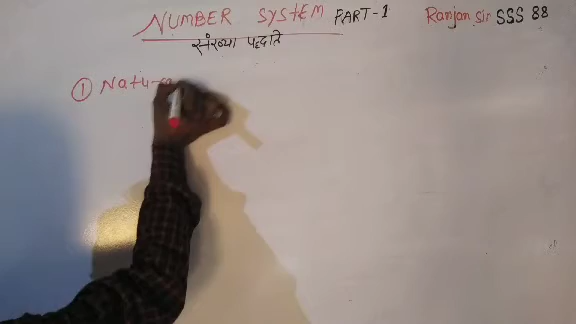 NUMBER SYSTEM PART-1
Ranjan Sir SSS 88
संख्या पद्धति
① Natu